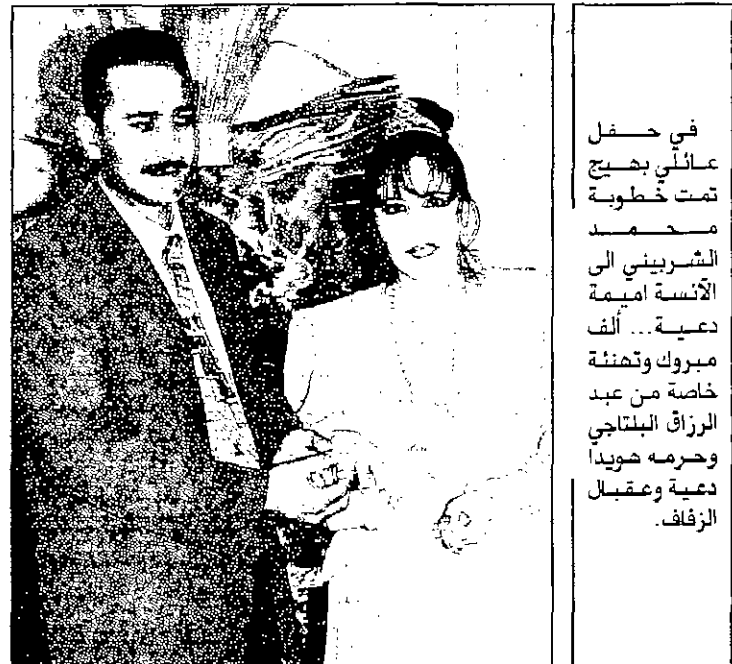 في حفل
عائلي بهيج
تمت خطوبة
محمد
الشربيني الى
الآنسة اميمة
دعية... ألف
مبروك وتهنئة
خاصة من عبد
الرزاق البلتاجي
وحرمه هويدا
دعية وعقبال
الزفاف.